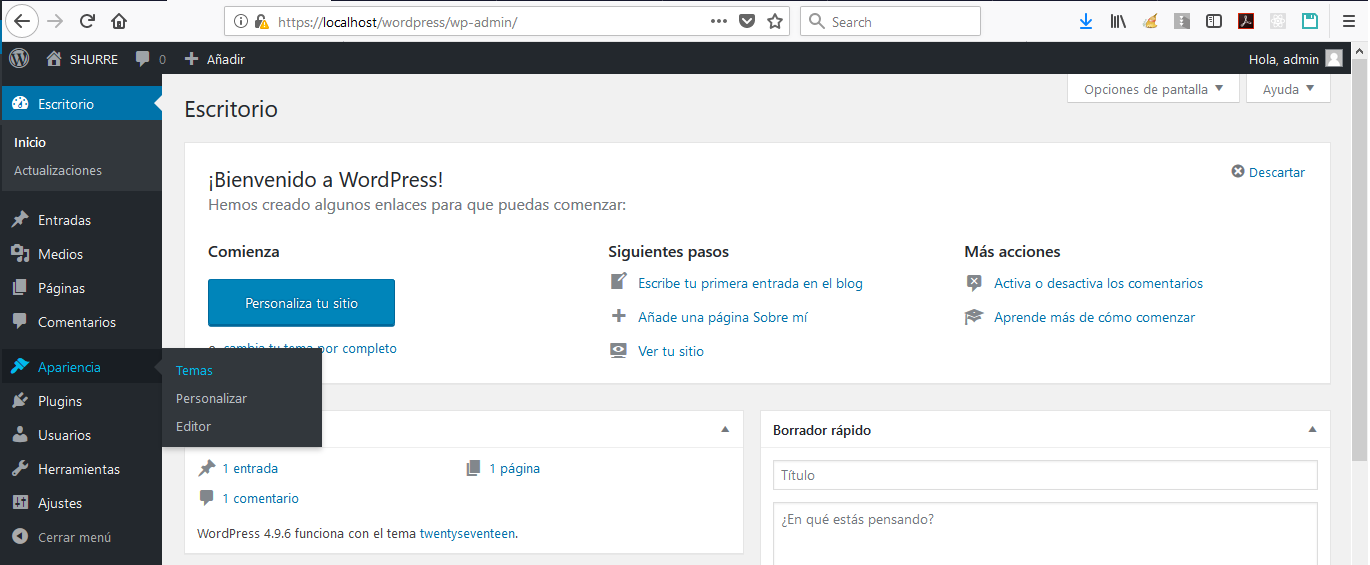 https://localhost/wordpress/wp-admin/
Search
SHURRE
0
Añadir
Hola, admin
Escritorio
Inicio
Actualizaciones
Entradas
Medios
Páginas
Comentarios
Apariencia
Plugins
Usuarios
Herramientas
Ajustes
Cerrar menú
Temas
Personalizar
Editor
Opciones de pantalla
Ayuda
Escritorio
¡Bienvenido a WordPress!
Descartar
Hemos creado algunos enlaces para que puedas comenzar:
Comienza
Personaliza tu sitio
o, cambia tu tema por completo
Siguientes pasos
Escribe tu primera entrada en el blog
Añade una página Sobre mí
Ver tu sitio
Más acciones
Activa o desactiva los comentarios
Aprende más de cómo comenzar
1 entrada
1 página
1 comentario
WordPress 4.9.6 funciona con el tema twentyseventeen.
Borrador rápido
Título
¿En qué estás pensando?